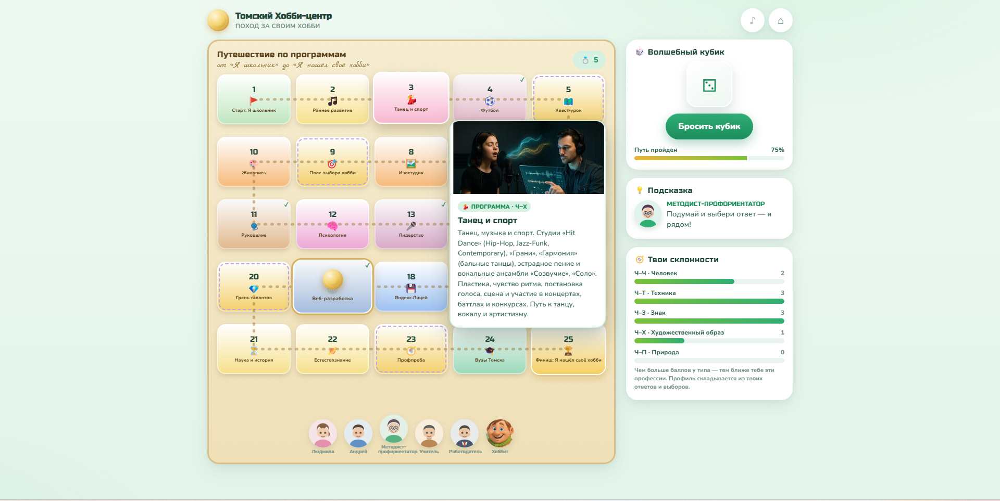 Томский Хобби-центр
ПОХОД ЗА СВОИМ ХОББИ
Путешествие по программам
от «Я школьник» до «Я нашёл своё хобби»
5
1
Старт: Я школьник
2
Раннее развитие
3
Танец и спорт
4
Футбол
5
Квест-урок
10
Живопись
9
Поле выбора хобби
8
Изостудия
11
Рукоделие
12
Психология
13
Лидерство
20
Грань талантов
Веб-разработка
18
Яндекс.Лицей
21
Наука и история
22
Естествознание
23
Профпроба
24
Вузы Томска
25
Финиш: Я нашёл своё хобби
ПРОГРАММА · Ч–Х
Танец и спорт
Танец, музыка и спорт. Студии «Hit
Dance» (Hip-Hop, Jazz-Funk,
Contemporary), «Грани», «Гармония»
(бальные танцы), эстрадное пение и
вокальные ансамбли «Созвучие», «Соло».
Пластика, чувство ритма, постановка
голоса, сцена и участие в концертах,
баттлах и конкурсах. Путь к танцу,
вокалу и артистизму.
Людмила
Андрей
Методист-
профориентатор
Учитель
Работодатель
Хоббит
Волшебный кубик
Бросить кубик
Путь пройден 75%
Подсказка
МЕТОДИСТ-ПРОФОРИЕНТАТОР
Подумай и выбери ответ — я
рядом!
Твои склонности
Ч–Ч · Человек 2
Ч–Т · Техника 3
Ч–З · Знак 3
Ч–Х · Художественный образ 1
Ч–П · Природа 0
Чем больше баллов у типа — тем ближе тебе эти
профессии. Профиль складывается из твоих
ответов и выборов.